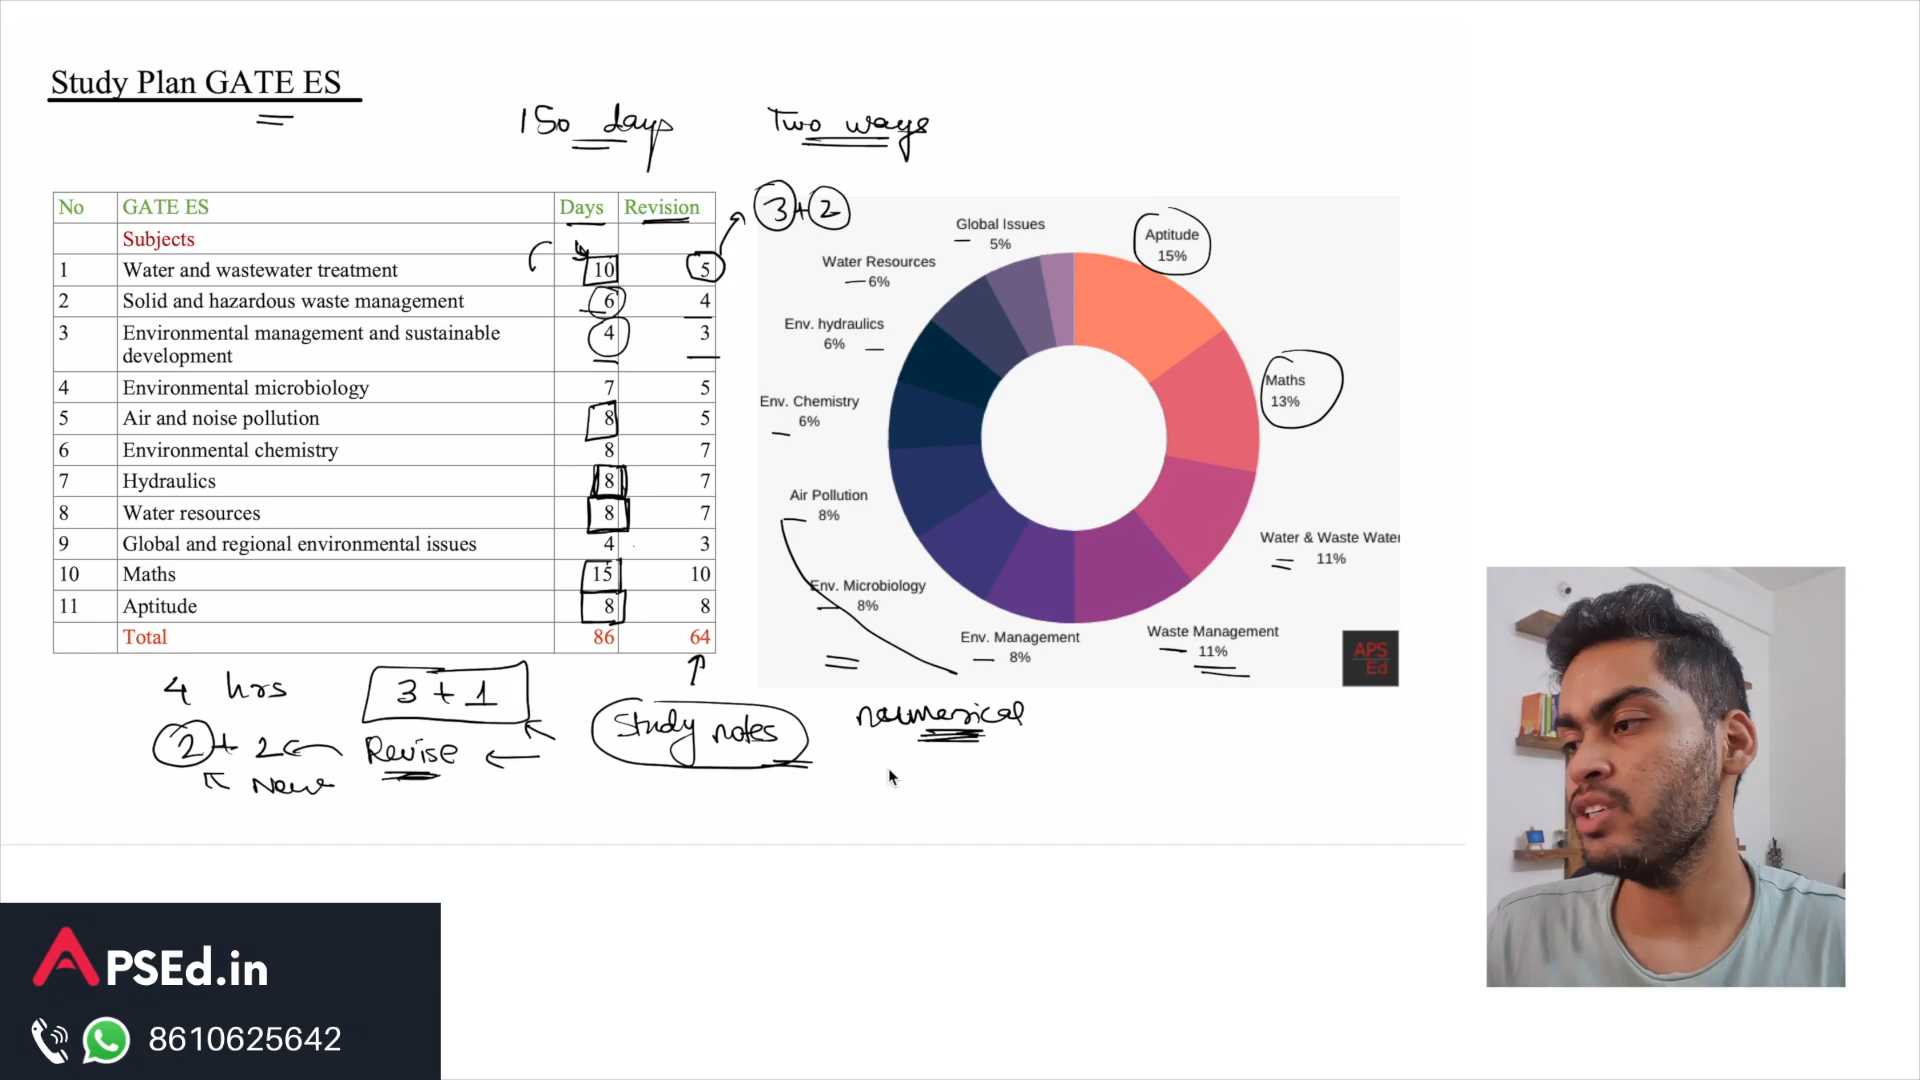 Study Plan GATE ES
150 days
Two ways
No GATE ES Days Revision
3+2
Subjects
1 Water and wastewater treatment 10 5
2 Solid and hazardous waste management 6 4
3 Environmental management and sustainable development 4 3
4 Environmental microbiology 7 5
5 Air and noise pollution 8 5
6 Environmental chemistry 8 7
7 Hydraulics 8 7
8 Water resources 8 7
9 Global and regional environmental issues 4 3
10 Maths 15 10
11 Aptitude 8 8
Total 86 64
Global Issues
5%
Aptitude
15%
Water Resources
6%
Env. hydraulics
6%
Maths
13%
Env. Chemistry
6%
Air Pollution
8%
Water & Waste Water
11%
Env. Microbiology
8%
Env. Management
8%
Waste Management
11%
APS
Ed
4 hrs
3 + 1
2 + 2
Revise
New
Study notes
neumerical
APSEd.in
8610625642